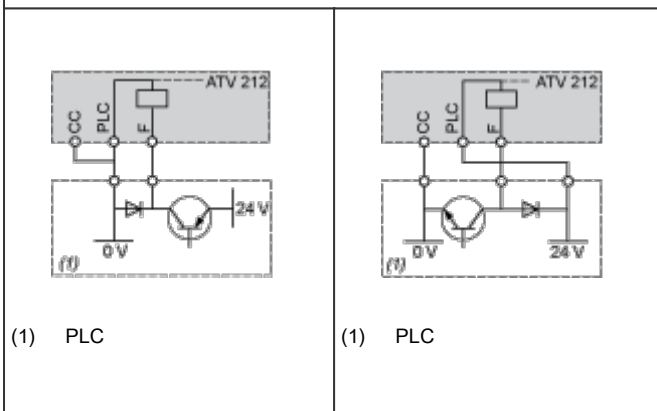 ATV 212
CC
PLC
F
24 V
0 V
(1)
(1) PLC
ATV 212
CC
PLC
F
0 V
24 V
(1)
(1) PLC